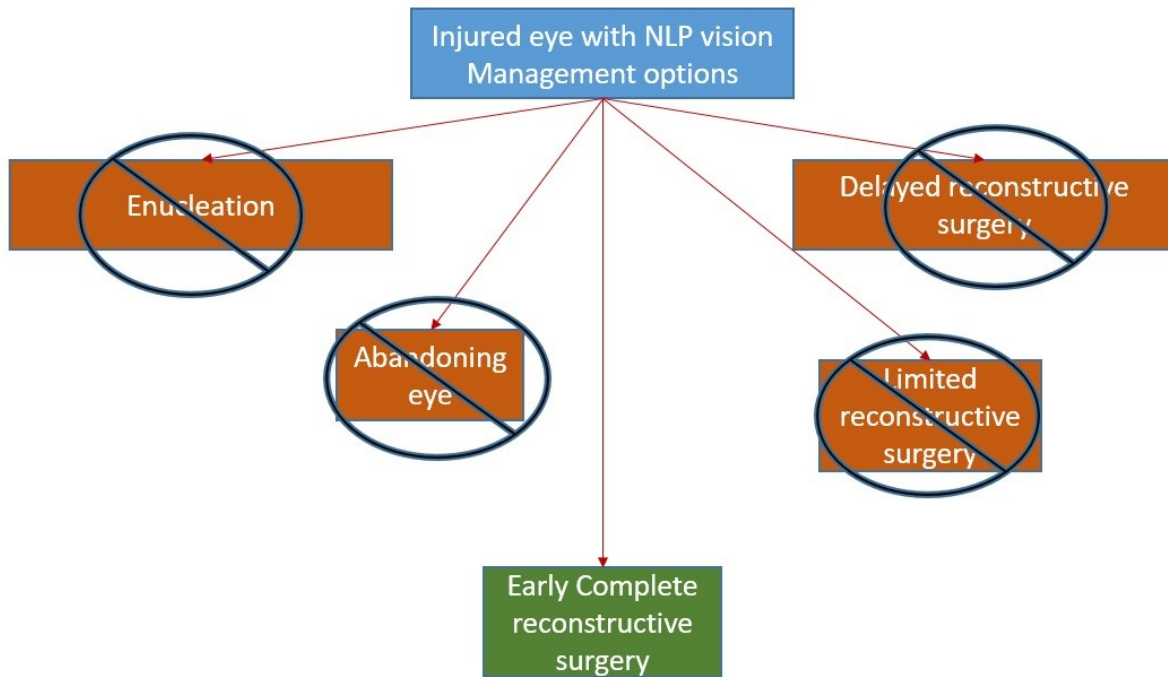 Injured eye with NLP vision
Management options
Enucleation
Delayed reconstructive
surgery
Abandoning
eye
Limited
reconstructive
surgery
Early Complete
reconstructive
surgery